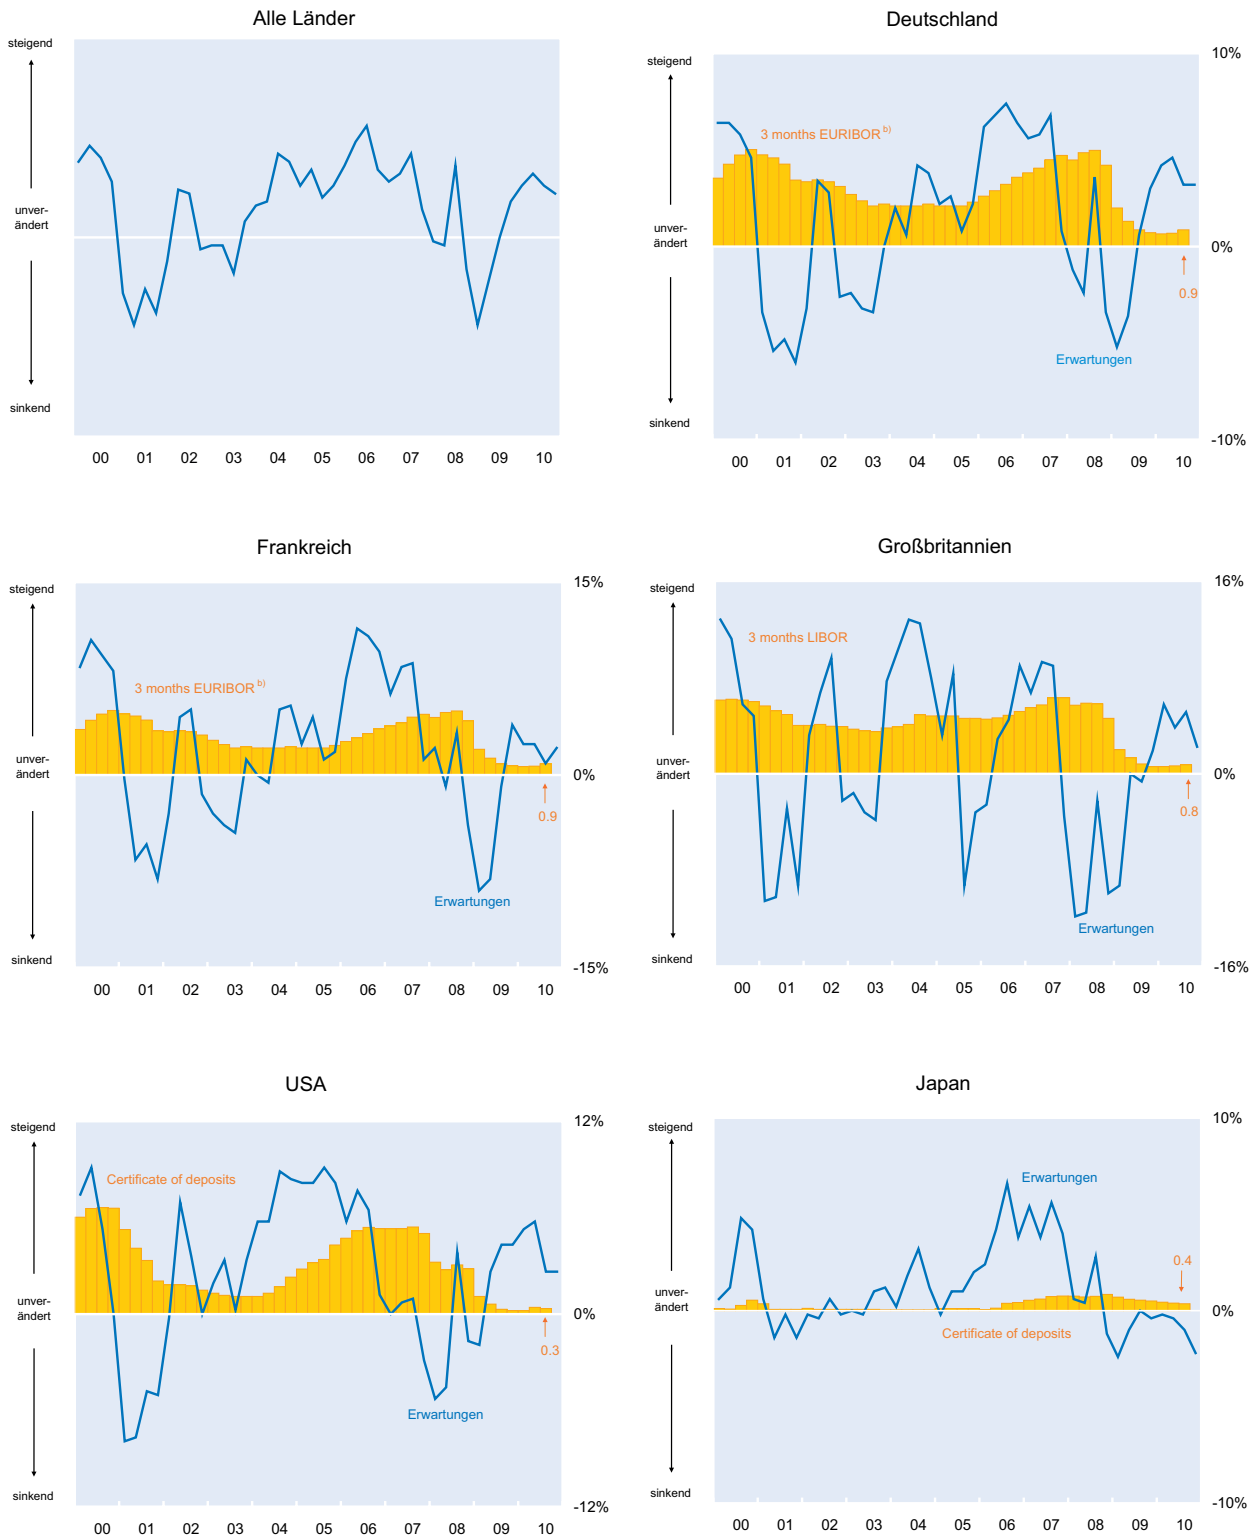 Alle Länder
steigend
unver-
ändert
sinkend
00 01 02 03 04 05 06 07 08 09 10
Deutschland
steigend
unver-
ändert
sinkend
10%
0%
-10%
3 months EURIBOR b)
0.9
Erwartungen
00 01 02 03 04 05 06 07 08 09 10
Frankreich
steigend
unver-
ändert
sinkend
15%
0%
-15%
3 months EURIBOR b)
0.9
Erwartungen
00 01 02 03 04 05 06 07 08 09 10
Großbritannien
steigend
unver-
ändert
sinkend
16%
0%
-16%
3 months LIBOR
0.8
Erwartungen
00 01 02 03 04 05 06 07 08 09 10
USA
steigend
unver-
ändert
sinkend
12%
0%
-12%
Certificate of deposits
0.3
Erwartungen
00 01 02 03 04 05 06 07 08 09 10
Japan
steigend
unver-
ändert
sinkend
10%
0%
-10%
Erwartungen
0.4
Certificate of deposits
00 01 02 03 04 05 06 07 08 09 10